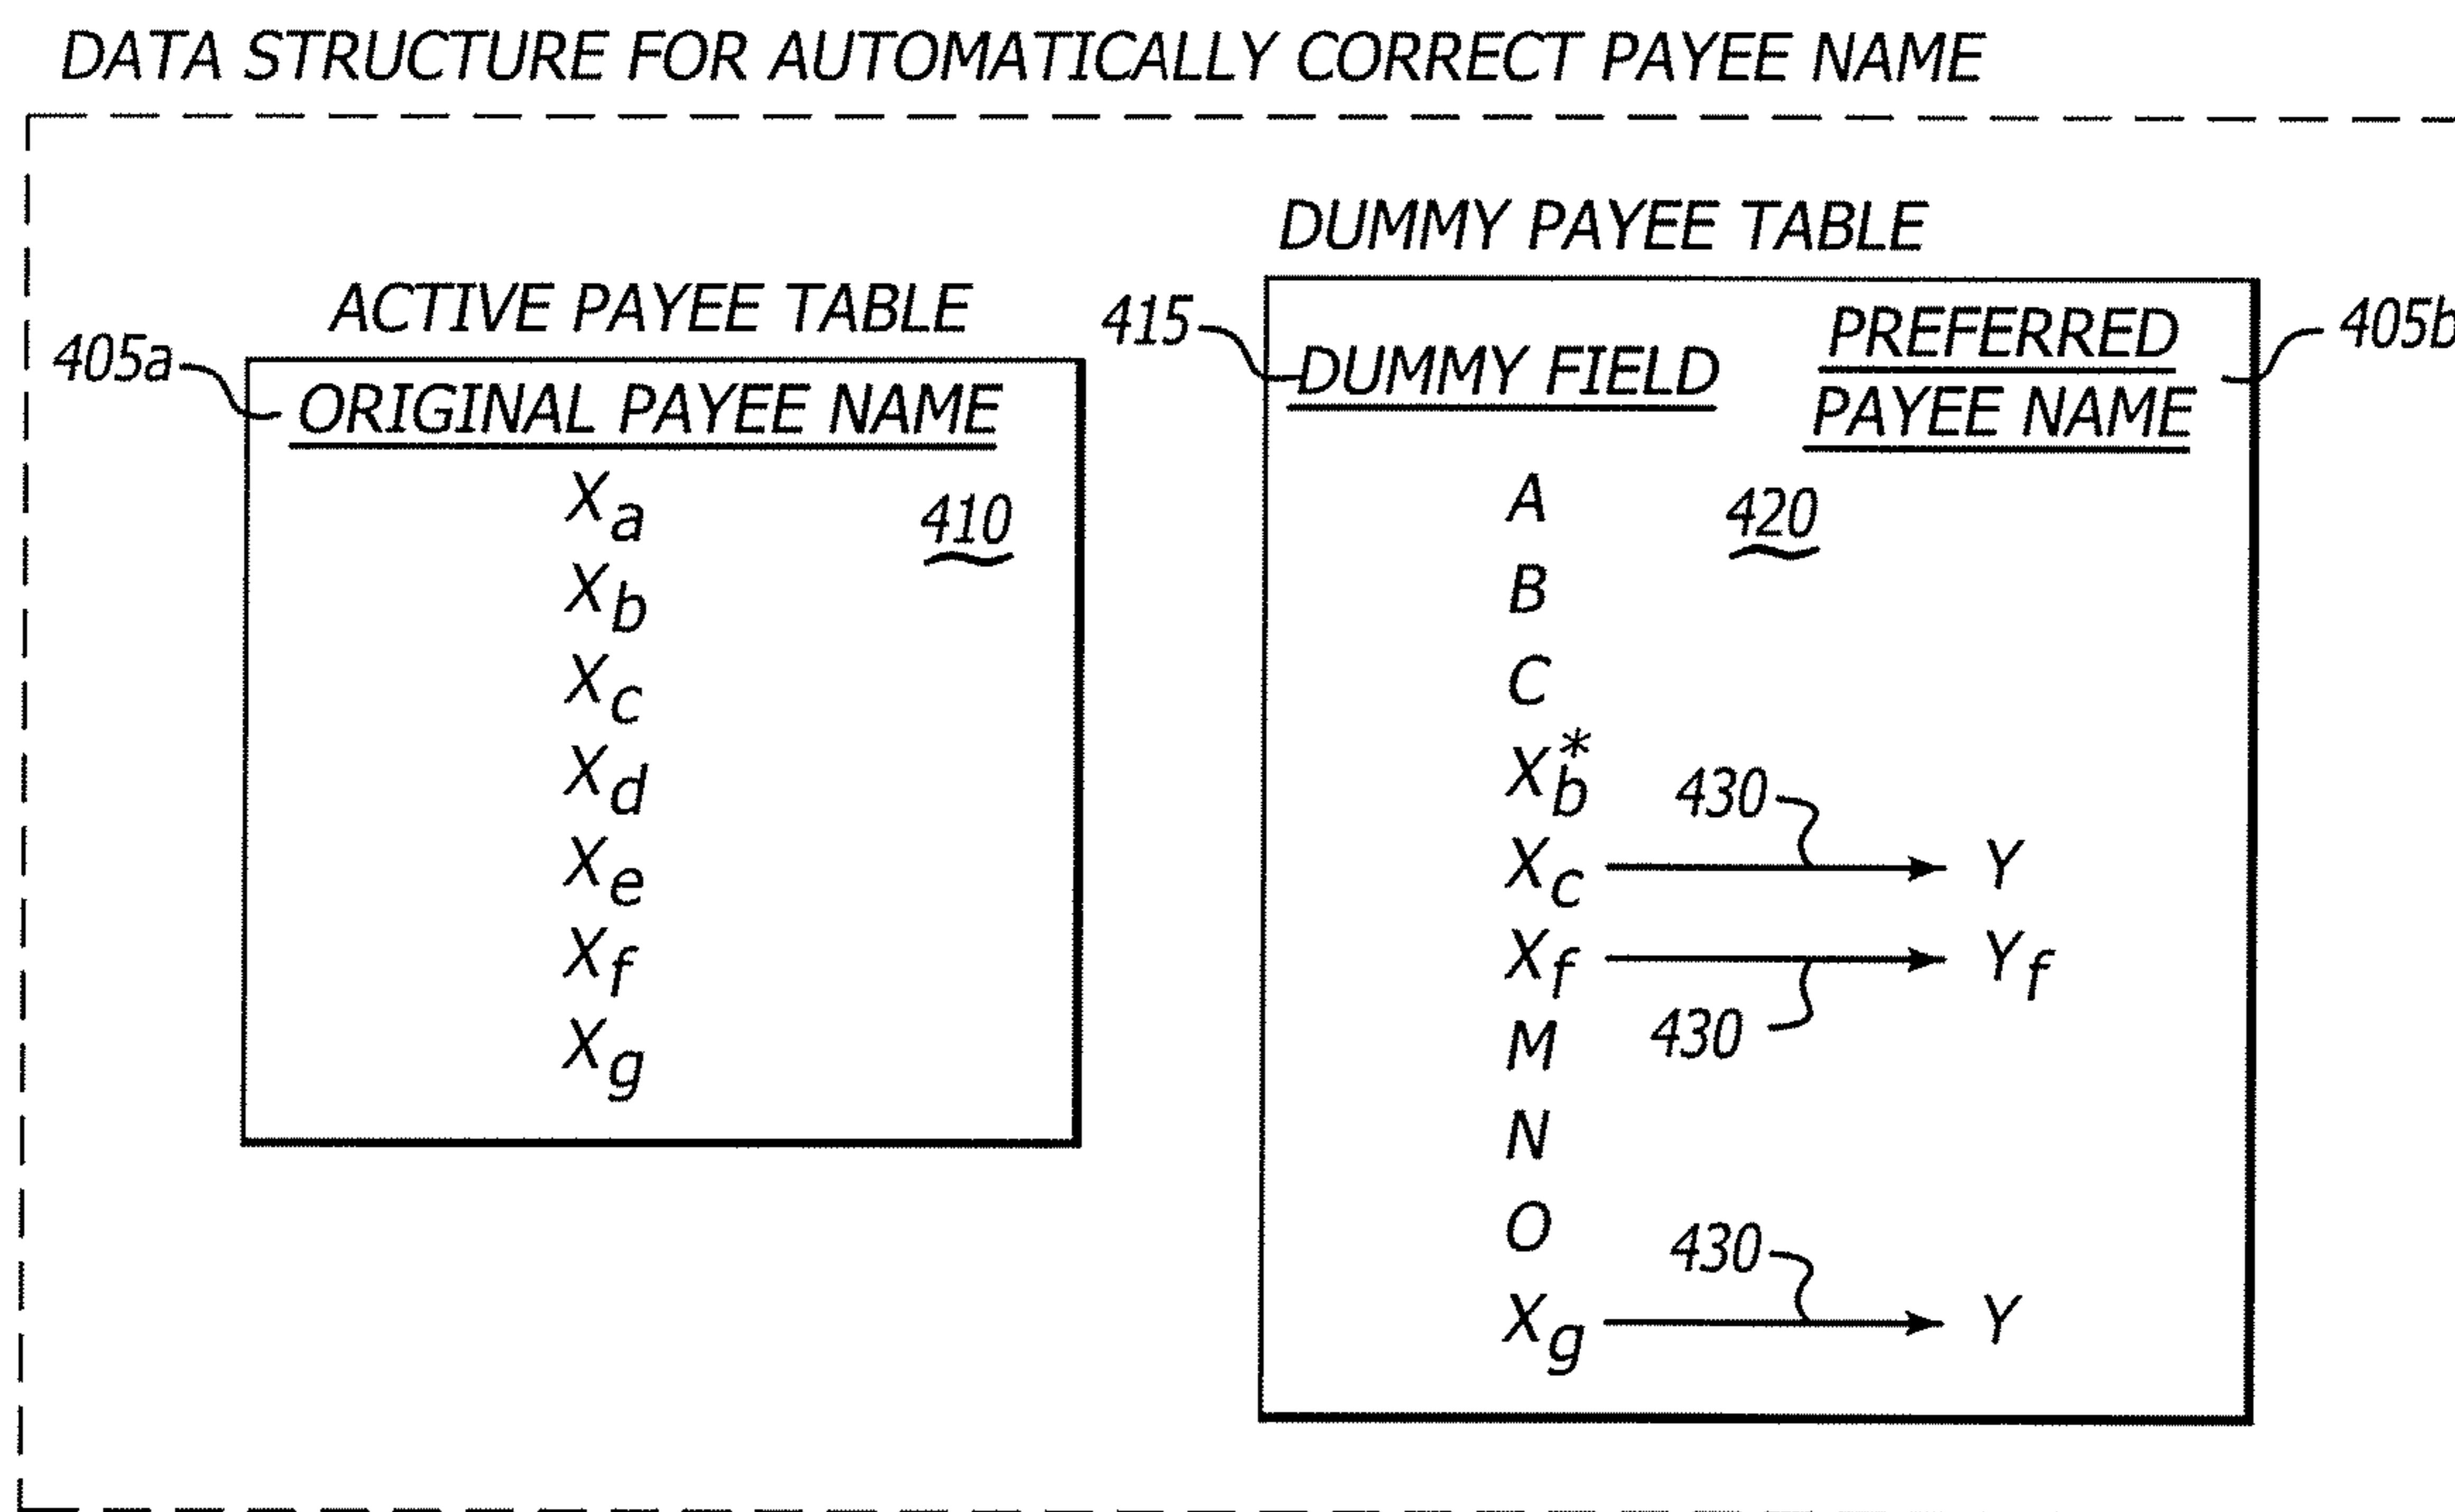 DATA STRUCTURE FOR AUTOMATICALLY CORRECT PAYEE NAME
ACTIVE PAYEE TABLE
405a
ORIGINAL PAYEE NAME
410
Xa
Xb
Xc
Xd
Xe
Xf
Xg
DUMMY PAYEE TABLE
415
DUMMY FIELD
PREFERRED
PAYEE NAME
405b
420
A
B
C
Xb*
430
Xc Y
Xf Yf
430
M
N
O
430
Xg Y